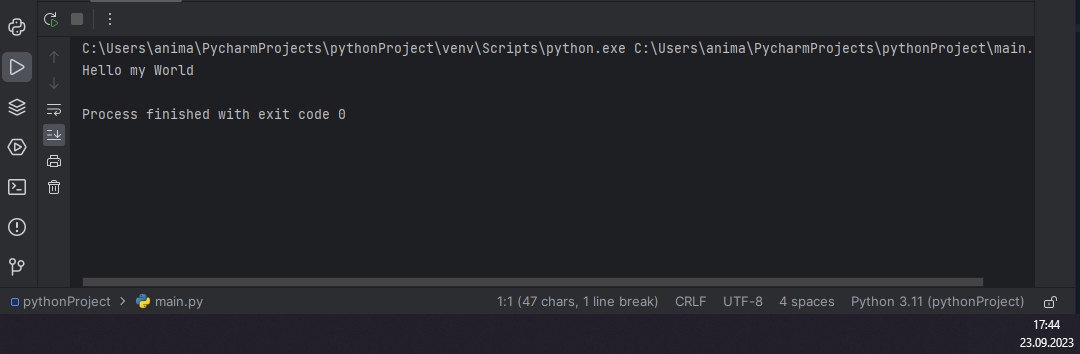 C:\Users\anima\PycharmProjects\pythonProject\venv\Scripts\python.exe C:\Users\anima\PycharmProjects\pythonProject\main.
Hello my World
Process finished with exit code 0
pythonProject > main.py 1:1 (47 chars, 1 line break) CRLF UTF-8 4 spaces Python 3.11 (pythonProject)
17:44
23.09.2023